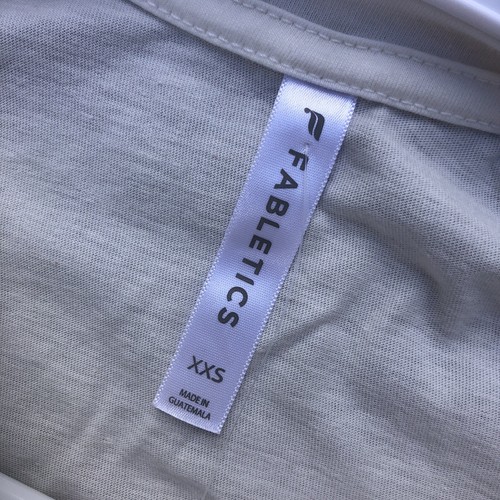 FABLETICS
XXS
MADE IN
GUATEMALA